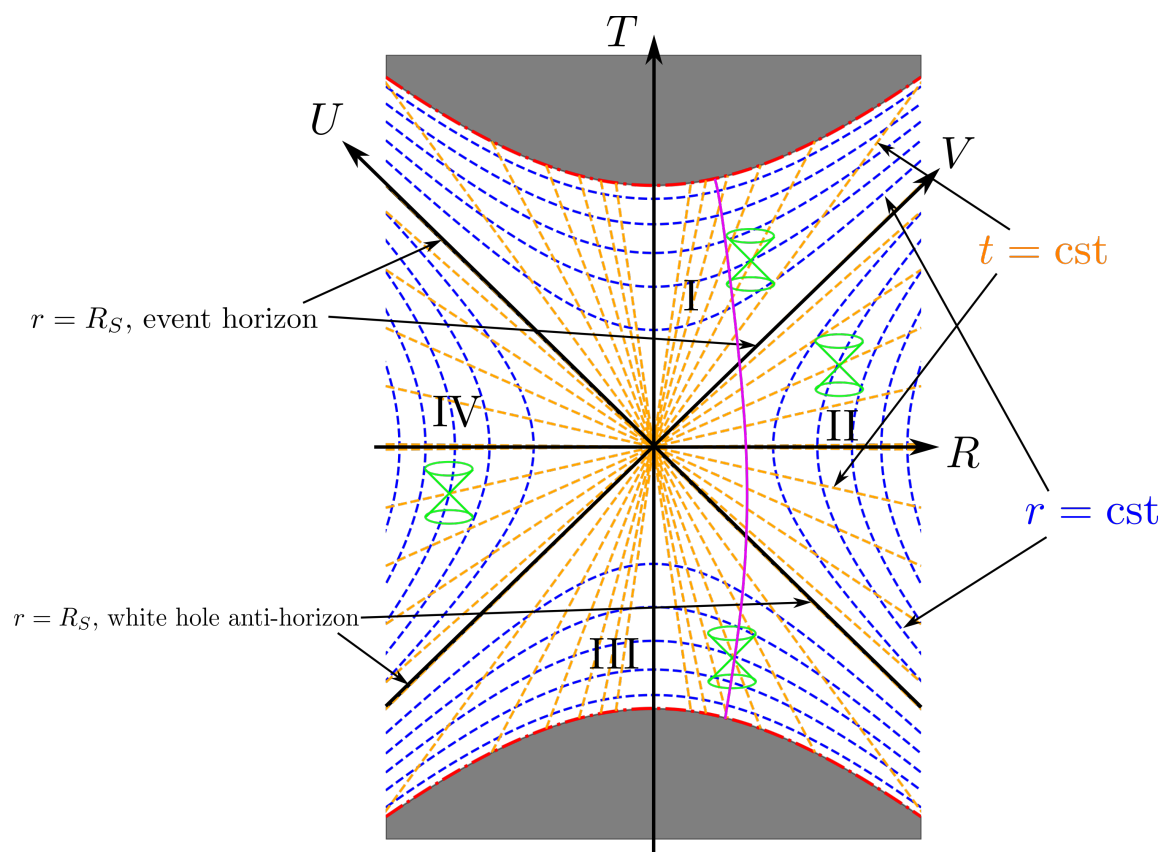 T
U
V
t = cst
I
r = R_S, event horizon
IV
II
R
r = cst
r = R_S, white hole anti-horizon
III